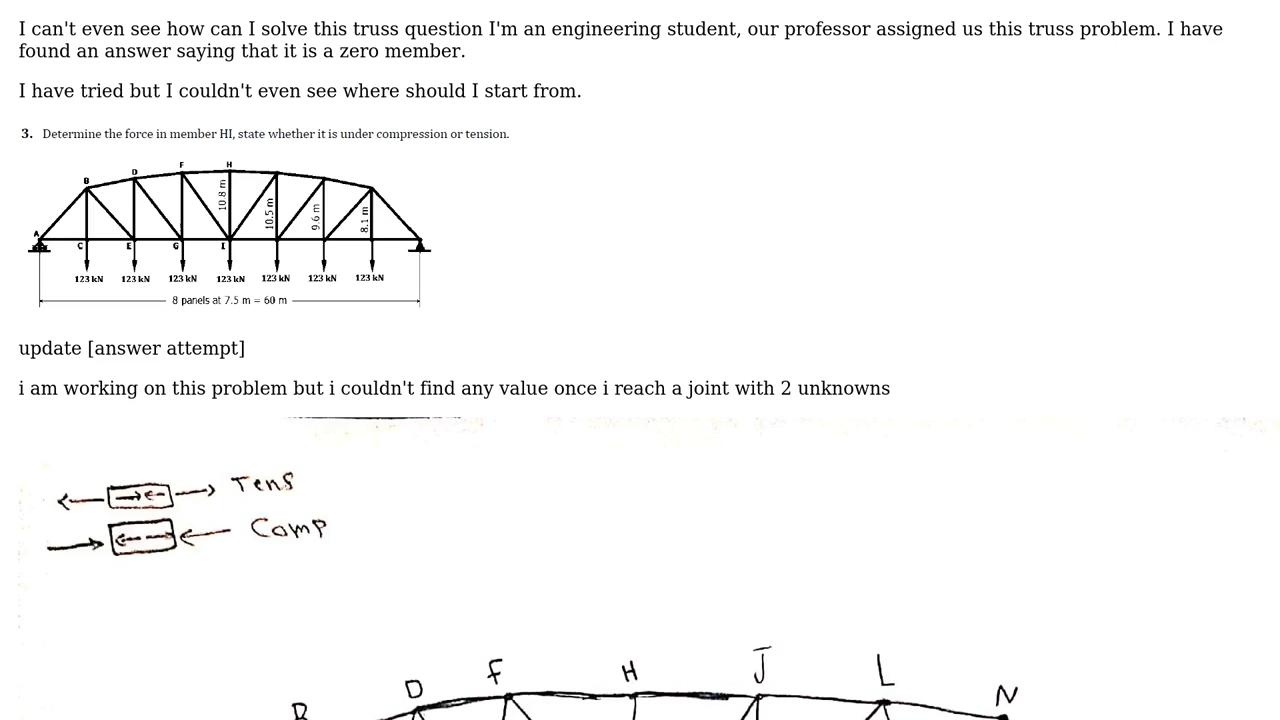 I can't even see how can I solve this truss question I'm an engineering student, our professor assigned us this truss problem. I have
found an answer saying that it is a zero member.
I have tried but I couldn't even see where should I start from.
3. Determine the force in member HI, state whether it is under compression or tension.
F H
D
B
10.8 m
10.5 m
9.6 m
8.1 m
A
C E G I
123 kN 123 kN 123 kN 123 kN 123 kN 123 kN 123 kN
8 panels at 7.5 m = 60 m
update [answer attempt]
i am working on this problem but i couldn't find any value once i reach a joint with 2 unknowns
Tens
Comp
B D F H J L N